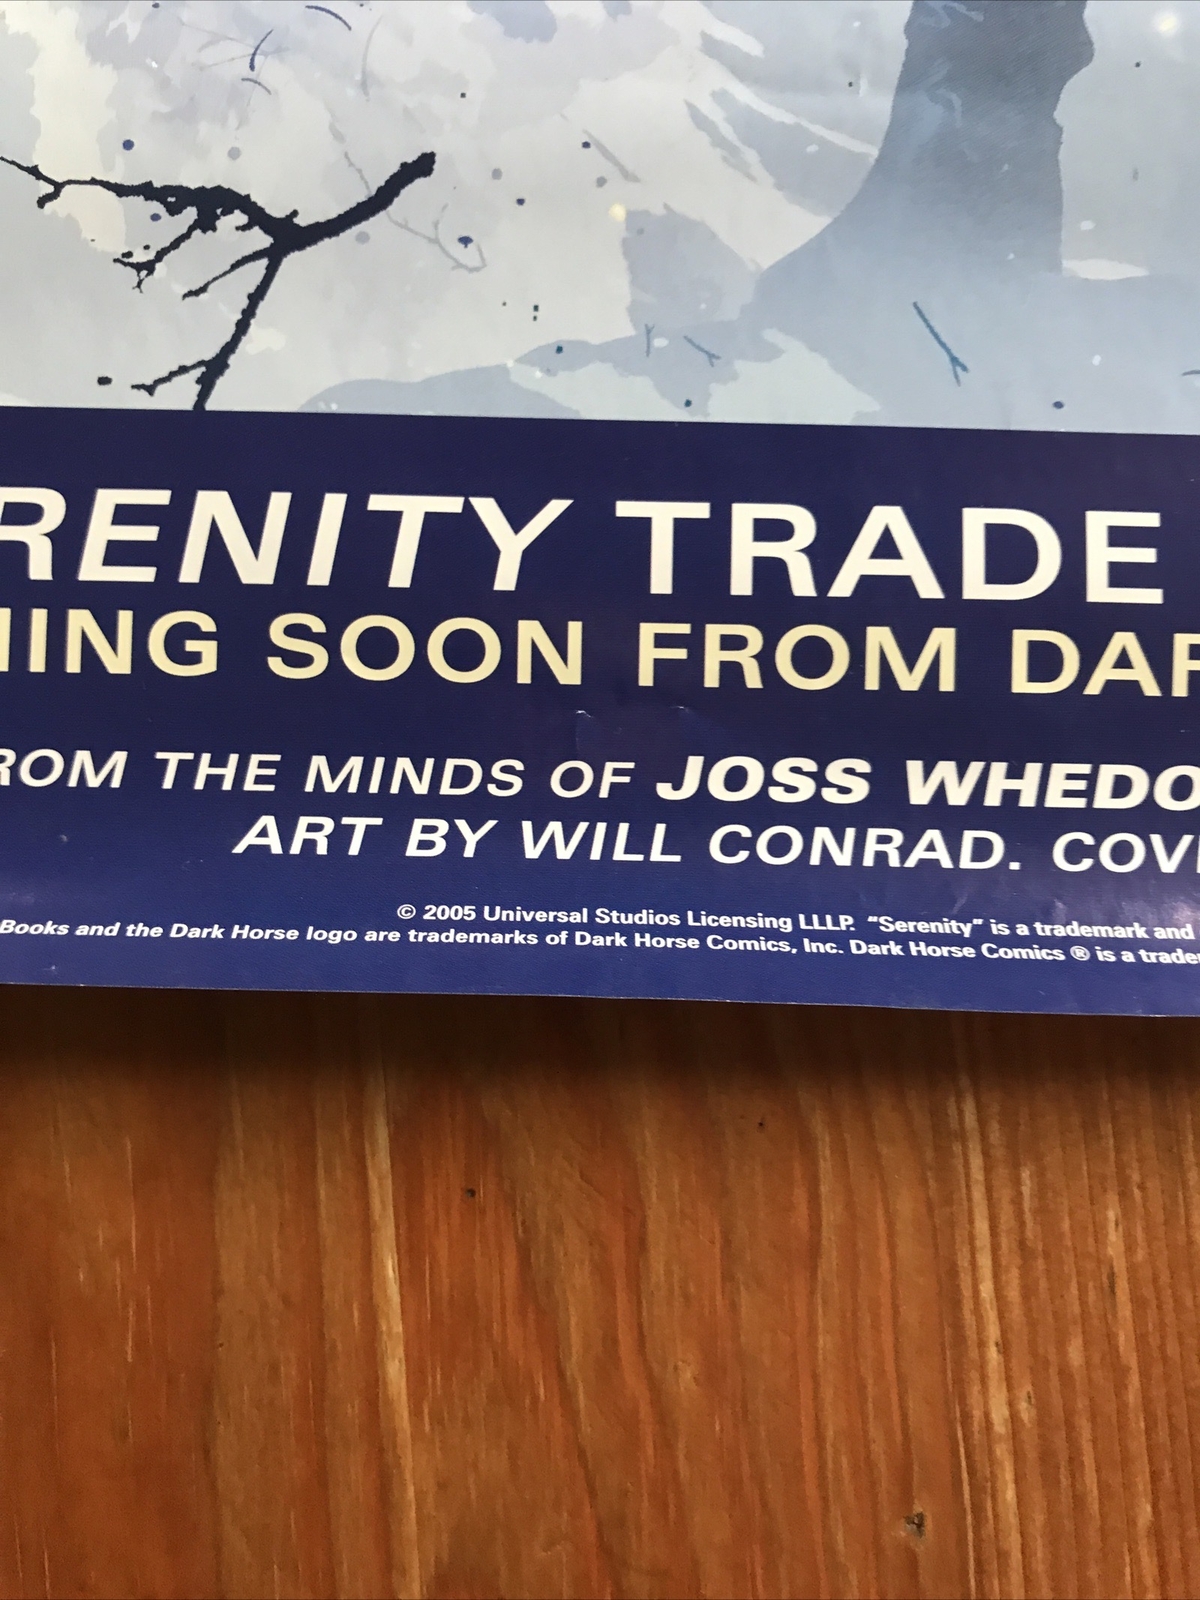 RENITY TRADE
ING SOON FROM DAR
ROM THE MINDS OF JOSS WHEDO
ART BY WILL CONRAD. COV
© 2005 Universal Studios Licensing LLLP. “Serenity” is a trademark and
Books and the Dark Horse logo are trademarks of Dark Horse Comics, Inc. Dark Horse Comics ® is a trade